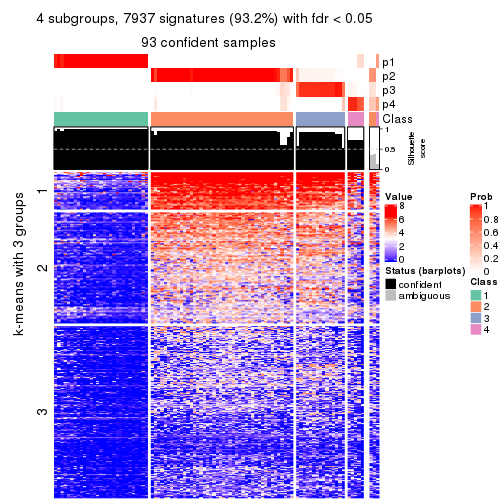 4 subgroups, 7937 signatures (93.2%) with fdr < 0.05
93 confident samples
p1
p2
p3
p4
Class
1
0.5
0
Silhouette
score
k-means with 3 groups
1
2
3
Value
8
6
4
2
0
Status (barplots)
confident
ambiguous
Prob
1
0.8
0.6
0.4
0.2
0
Class
1
2
3
4